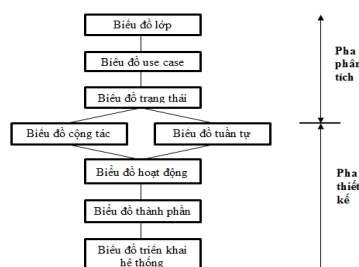 Biểu đồ lớp
Biểu đồ use case
Biểu đồ trạng thái
Biểu đồ cộng tác
Biểu đồ tuần tự
Biểu đồ hoạt động
Biểu đồ thành phần
Biểu đồ triển khai
hệ thống
Pha
phân
tích
Pha
thiết
kế